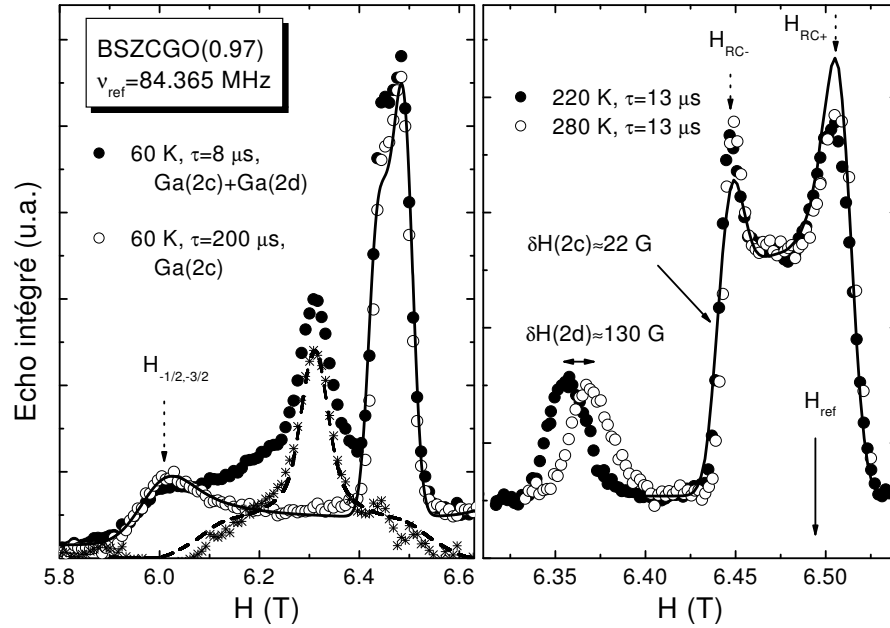 BSZCGO(0.97)
ν_ref=84.365 MHz
60 K, τ=8 μs,
Ga(2c)+Ga(2d)
60 K, τ=200 μs,
Ga(2c)
H_-1/2,-3/2
Echo intégré (u.a.)
5.8 6.0 6.2 6.4 6.6
H (T)
H_RC-
H_RC+
220 K, τ=13 μs
280 K, τ=13 μs
δH(2c)≈22 G
δH(2d)≈130 G
H_ref
6.35 6.40 6.45 6.50
H (T)